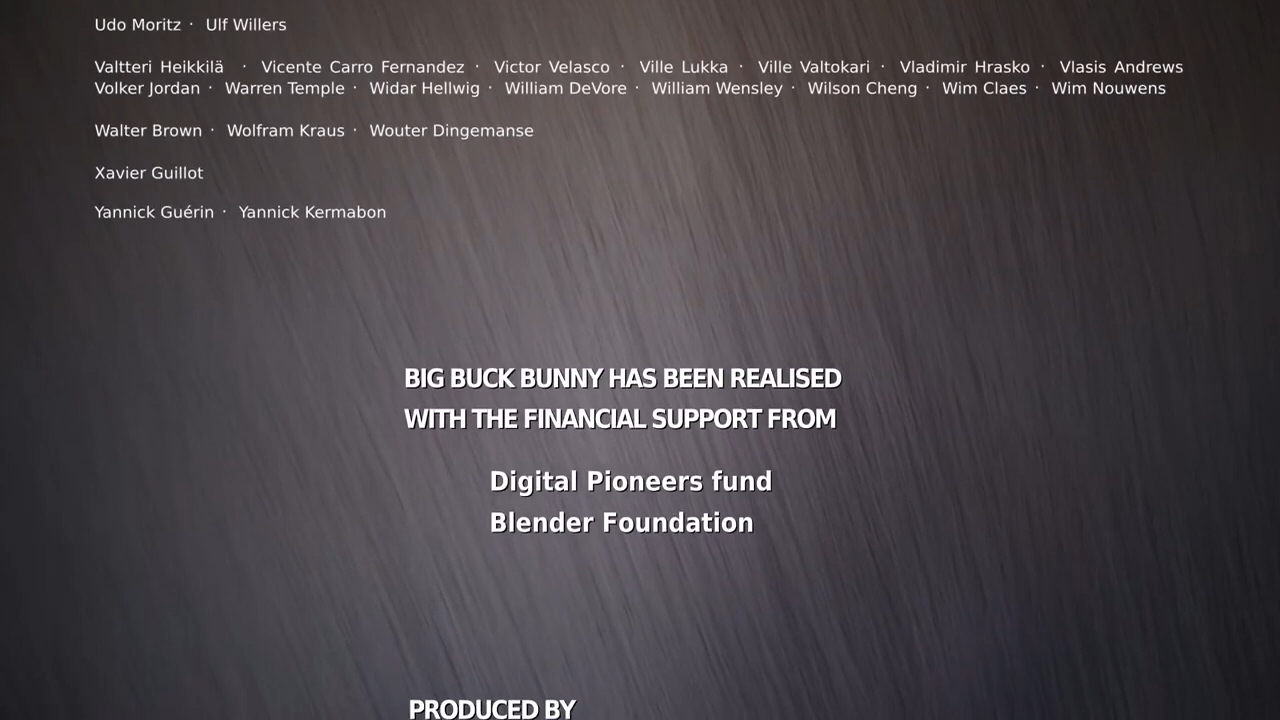 Udo Moritz · Ulf Willers
Valtteri Heikkilä · Vicente Carro Fernandez · Victor Velasco · Ville Lukka · Ville Valtokari · Vladimir Hrasko · Vlasis Andrews
Volker Jordan · Warren Temple · Widar Hellwig · William DeVore · William Wensley · Wilson Cheng · Wim Claes · Wim Nouwens
Walter Brown · Wolfram Kraus · Wouter Dingemanse
Xavier Guillot
Yannick Guérin · Yannick Kermabon
BIG BUCK BUNNY HAS BEEN REALISED
WITH THE FINANCIAL SUPPORT FROM
Digital Pioneers fund
Blender Foundation
PRODUCED BY